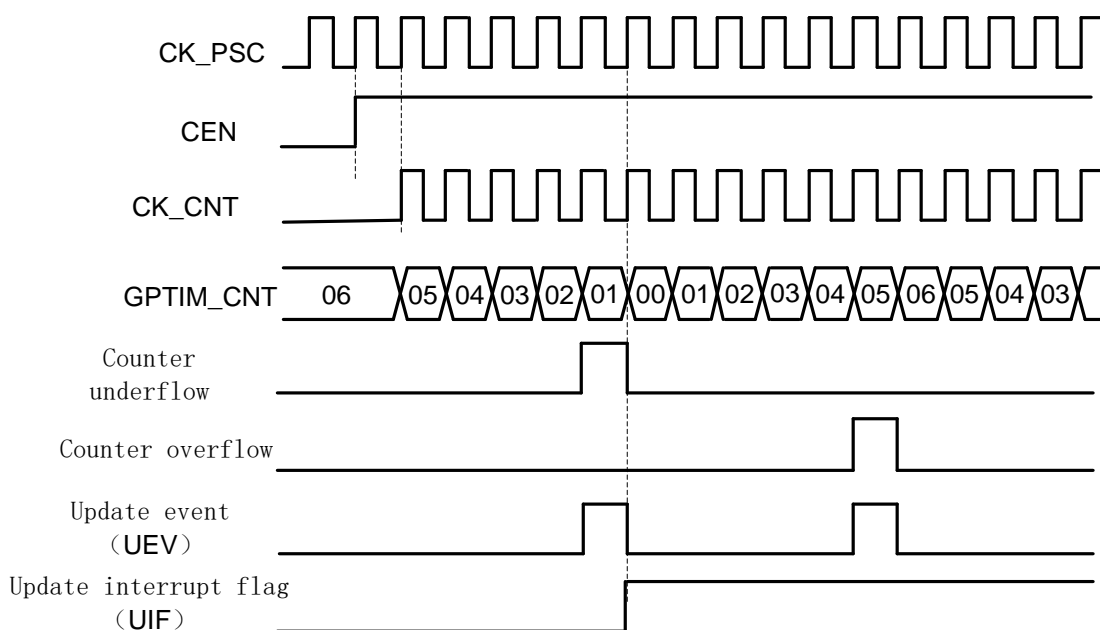 CK_PSC
CEN
CK_CNT
GPTIM_CNT 06 05 04 03 02 01 00 01 02 03 04 05 06 05 04 03
Counter
underflow
Counter overflow
Update event
（UEV）
Update interrupt flag
（UIF）